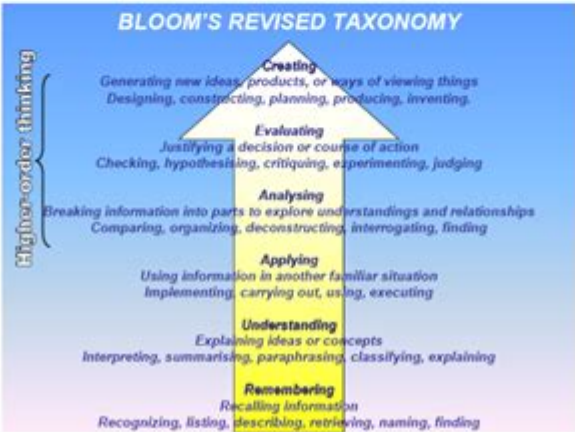 BLOOM'S REVISED TAXONOMY
Higher-order thinking
Creating
Generating new ideas, products, or ways of viewing things
Designing, constructing, planning, producing, inventing.
Evaluating
Justifying a decision or course of action
Checking, hypothesising, critiquing, experimenting, judging
Analysing
Breaking information into parts to explore understandings and relationships
Comparing, organizing, deconstructing, interrogating, finding
Applying
Using information in another familiar situation
Implementing, carrying out, using, executing
Understanding
Explaining ideas or concepts
Interpreting, summarising, paraphrasing, classifying, explaining
Remembering
Recalling information
Recognizing, listing, describing, retrieving, naming, finding